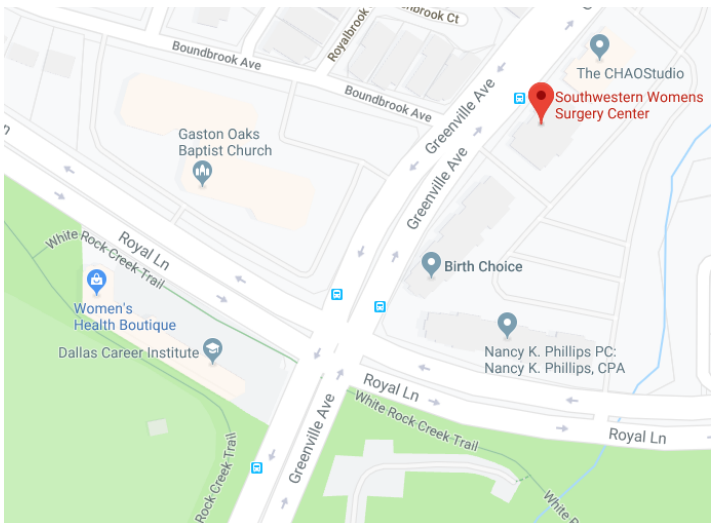 nbrook Ct
Royalbrook
Boundbrook Ave
The CHAOStudio
Southwestern Womens
Surgery Center
Boundbrook Ave
Greenville Ave
Gaston Oaks
Baptist Church
Greenville Ave
Royal Ln
White Rock Creek Trail
Birth Choice
Women's
Health Boutique
Dallas Career Institute
Nancy K. Phillips PC:
Nancy K. Phillips, CPA
Royal Ln
Greenville Ave
White Rock Creek Trail
Royal Ln
Rock Creek Trail
White